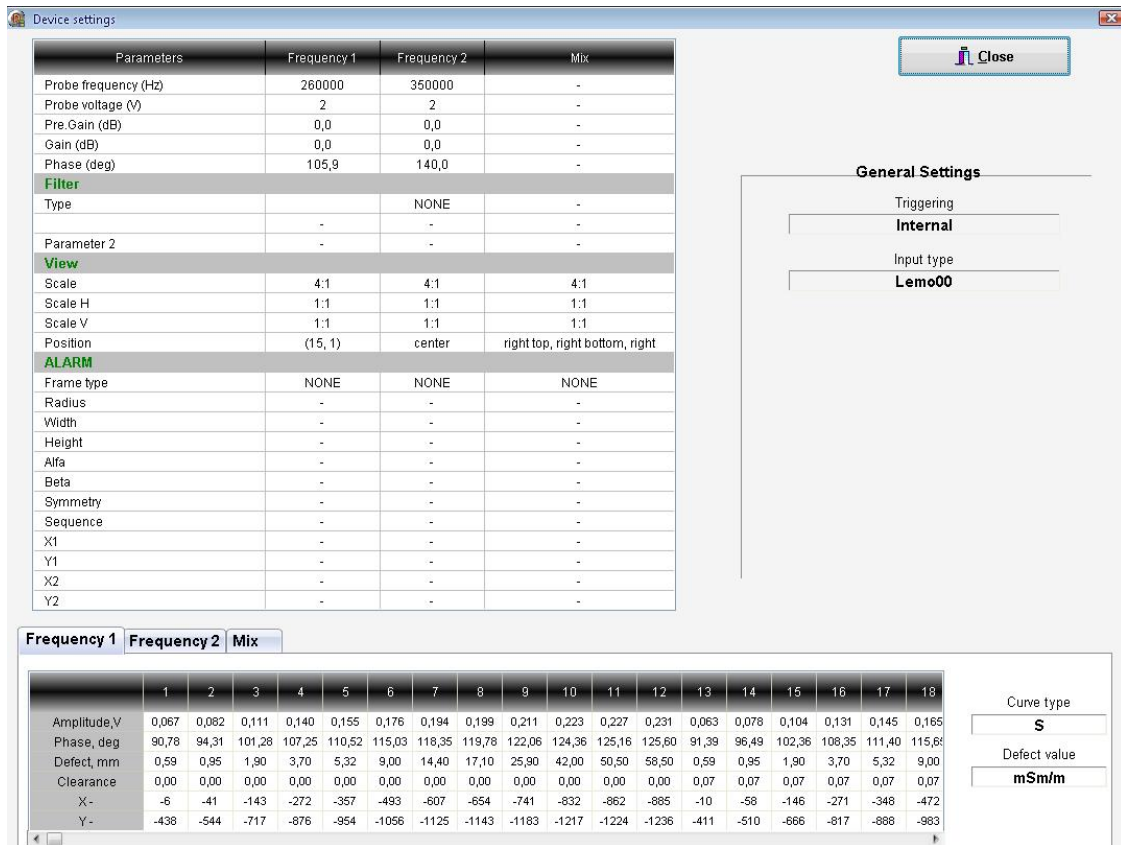 Device settings
Close
Parameters Frequency 1 Frequency 2 Mix
Probe frequency (Hz) 260000 350000 -
Probe voltage (V) 2 2 -
Pre.Gain (dB) 0,0 0,0 -
Gain (dB) 0,0 0,0 -
Phase (deg) 105,9 140,0 -
Filter
Type NONE -
- - -
Parameter 2 - - -
View
Scale 4:1 4:1 4:1
Scale H 1:1 1:1 1:1
Scale V 1:1 1:1 1:1
Position (15, 1) center right top, right bottom, right
ALARM
Frame type NONE NONE NONE
Radius - - -
Width - - -
Height - - -
Alfa - - -
Beta - - -
Symmetry - - -
Sequence - - -
X1 - - -
Y1 - - -
X2 - - -
Y2 - - -
General Settings
Triggering
Internal
Input type
Lemo00
Frequency 1 Frequency 2 Mix
1 2 3 4 5 6 7 8 9 10 11 12 13 14 15 16 17 18
Amplitude,V 0,067 0,082 0,111 0,140 0,155 0,176 0,194 0,199 0,211 0,223 0,227 0,231 0,063 0,078 0,104 0,131 0,145 0,165
Phase, deg 90,78 94,31 101,28 107,25 110,52 115,03 118,35 119,78 122,06 124,36 125,16 125,60 91,39 96,49 102,36 108,35 111,40 115,65
Defect, mm 0,59 0,95 1,90 3,70 5,32 9,00 14,40 17,10 25,90 42,00 50,50 58,50 0,59 0,95 1,90 3,70 5,32 9,00
Clearance 0,00 0,00 0,00 0,00 0,00 0,00 0,00 0,00 0,00 0,00 0,00 0,00 0,07 0,07 0,07 0,07 0,07 0,07
X - -6 -41 -143 -272 -357 -493 -607 -654 -741 -832 -862 -885 -10 -58 -146 -271 -348 -472
Y - -438 -544 -717 -876 -954 -1056 -1125 -1143 -1183 -1217 -1224 -1236 -411 -510 -666 -817 -888 -983
Curve type
S
Defect value
mSm/m